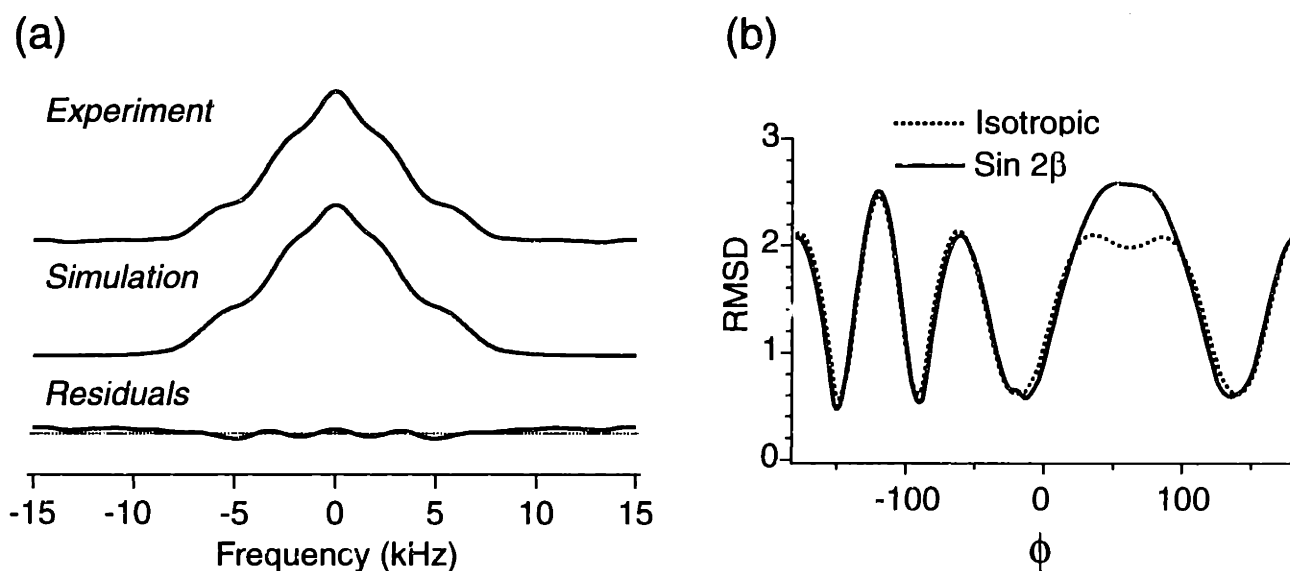 (a)
Experiment
Simulation
Residuals
-15 -10 -5 0 5 10 15
Frequency (kHz)
(b)
Isotropic
Sin 2β
3
2
1
0
RMSD
-100 0 100
ϕ